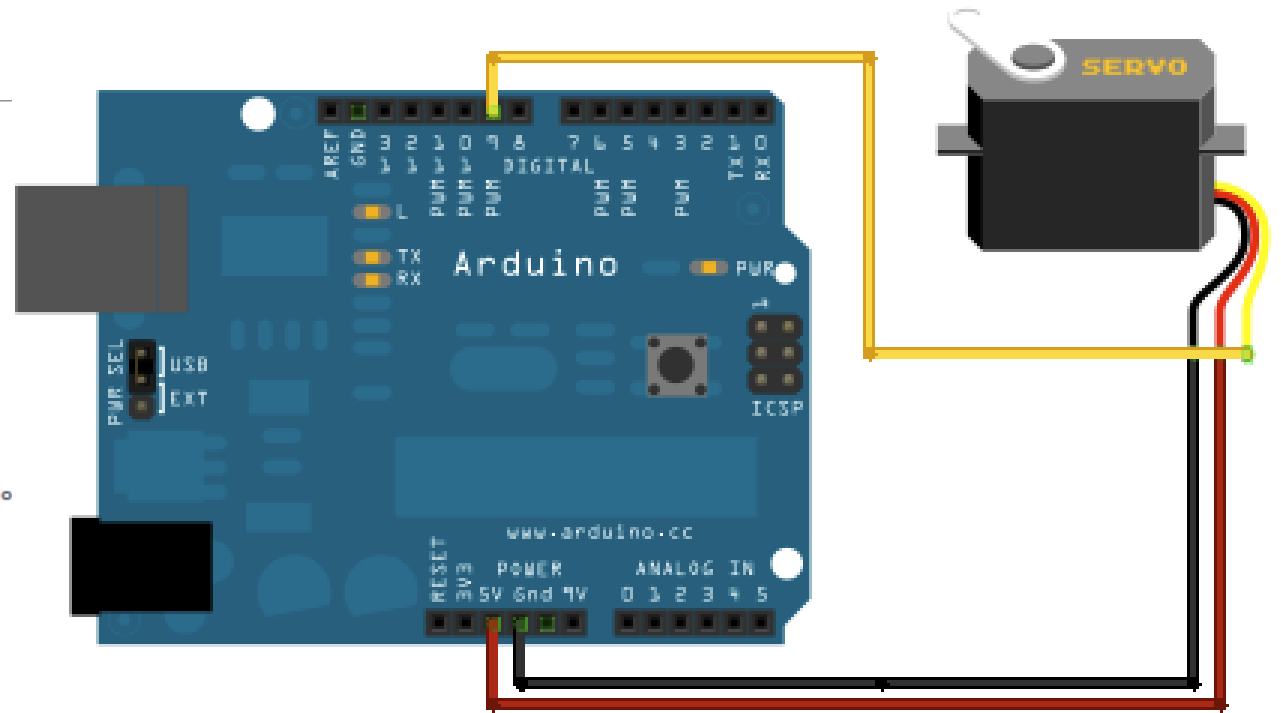 SERVO
AREF
GND
13 12 11 10 9 8 7 6 5 4 3 2 1 0
DIGITAL
TX
RX
PWM PWM PWM PWM PWM PWM
L
TX
RX
Arduino
PWR
1
PWR SEL
USB
EXT
ICSP
www.arduino.cc
POWER
ANALOG IN
RESET
3V3
5V Gnd 9V 0 1 2 3 4 5